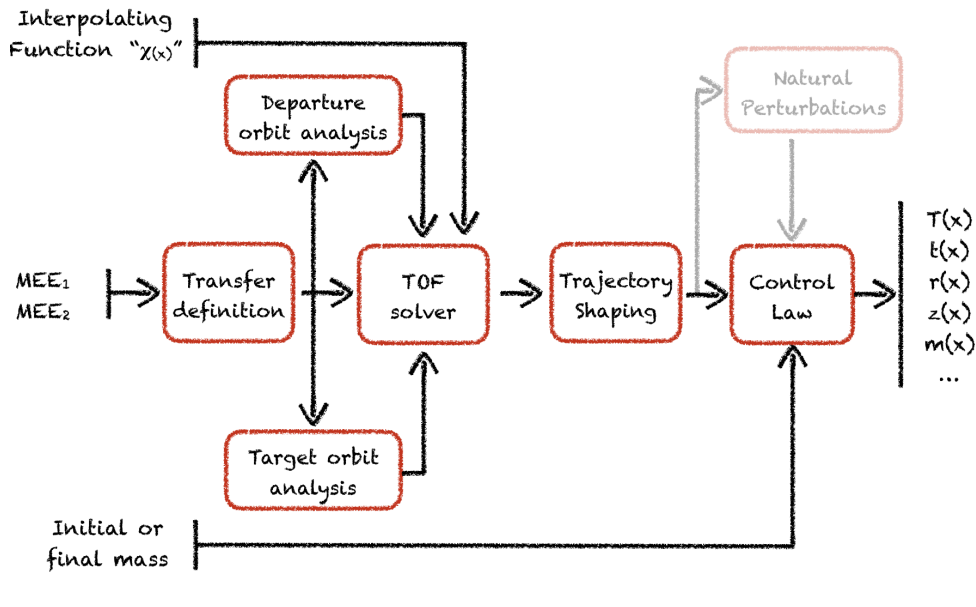 Interpolating
Function “χ(x)”
Departure
orbit analysis
Natural
Perturbations
MEE₁
MEE₂
Transfer
definition
TOF
solver
Trajectory
Shaping
Control
Law
T(x)
t(x)
r(x)
z(x)
m(x)
...
Target orbit
analysis
Initial or
final mass